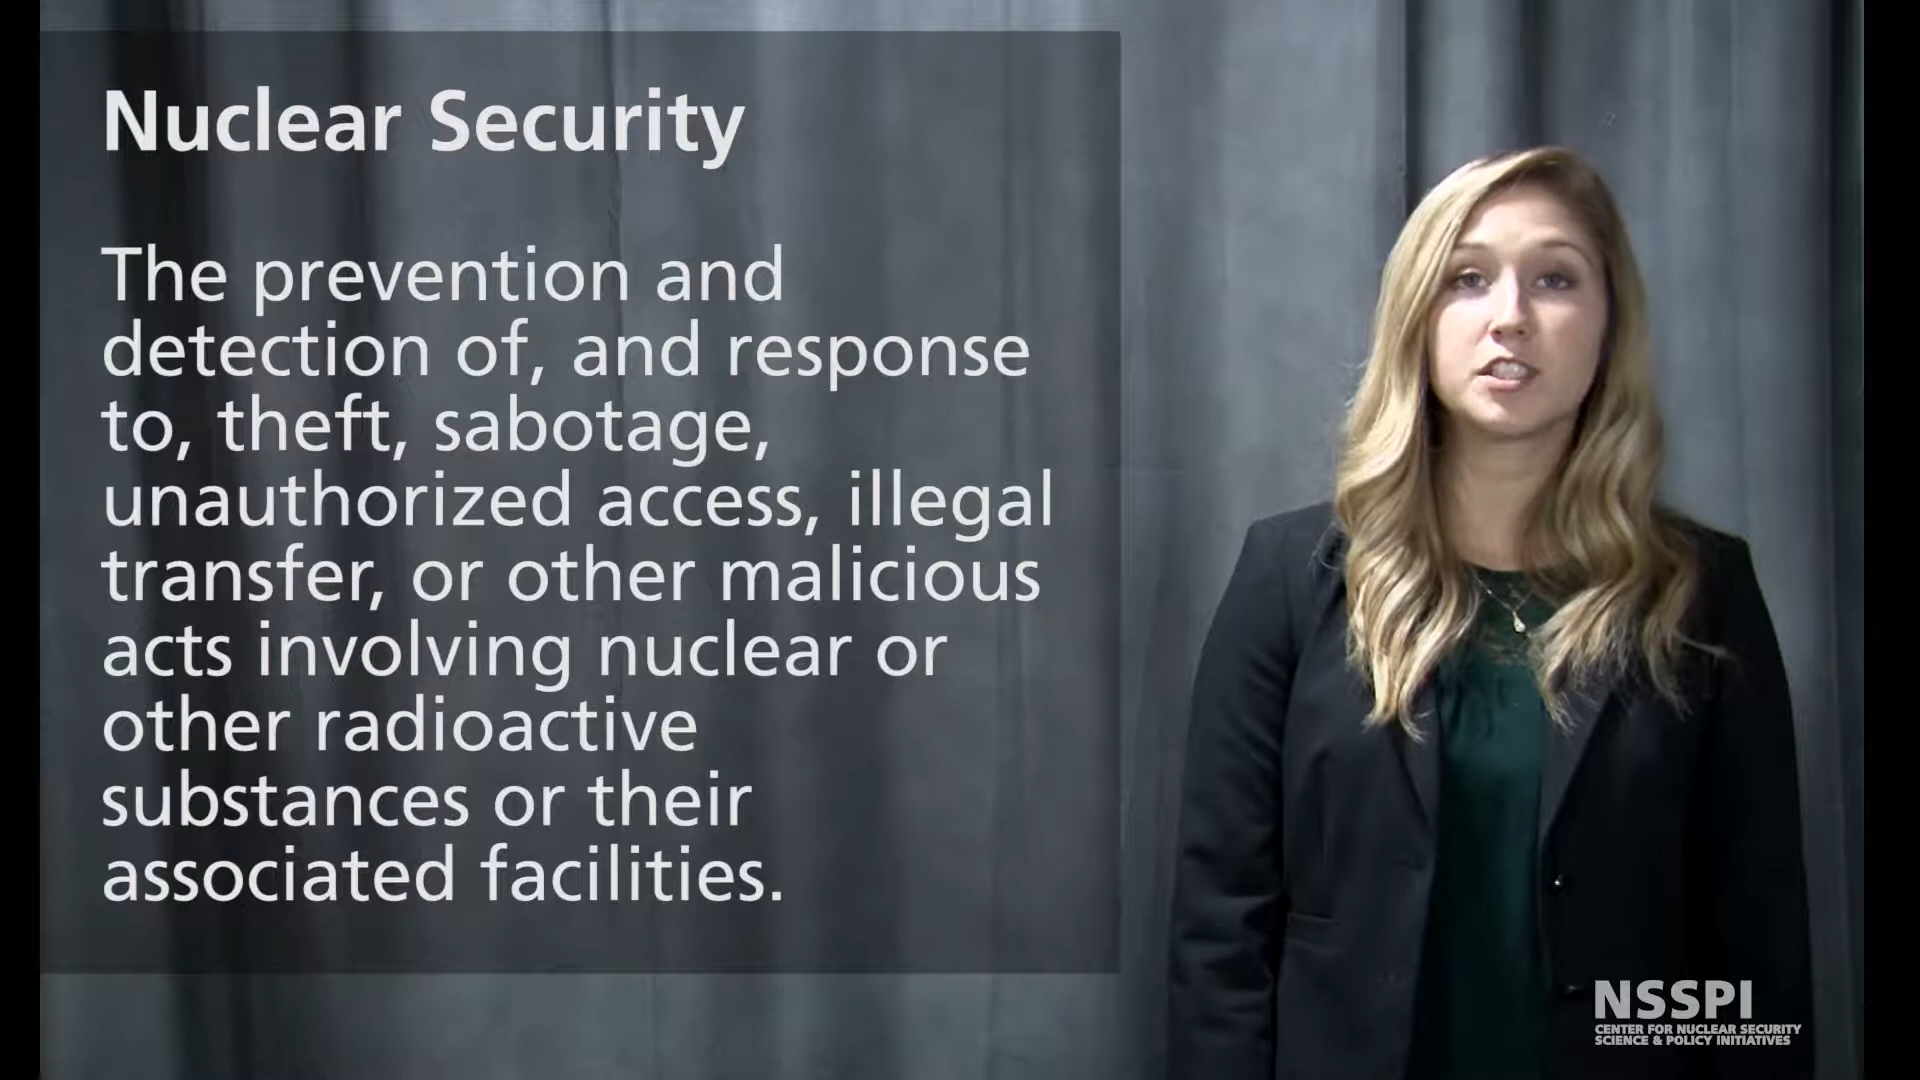 Nuclear Security
The prevention and
detection of, and response
to, theft, sabotage,
unauthorized access, illegal
transfer, or other malicious
acts involving nuclear or
other radioactive
substances or their
associated facilities.
NSSPI
CENTER FOR NUCLEAR SECURITY
SCIENCE & POLICY INITIATIVES